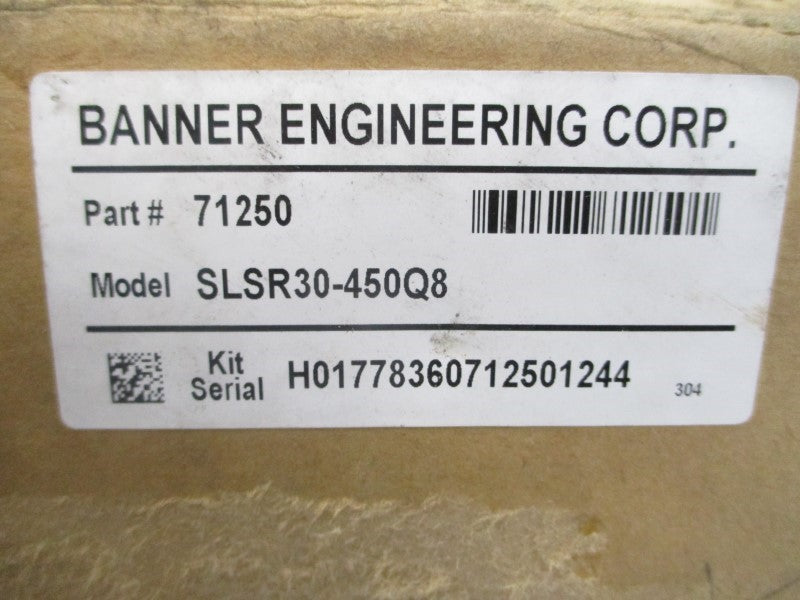 BANNER ENGINEERING CORP.
Part # 71250
Model SLSR30-450Q8
Kit
Serial H01778360712501244 304